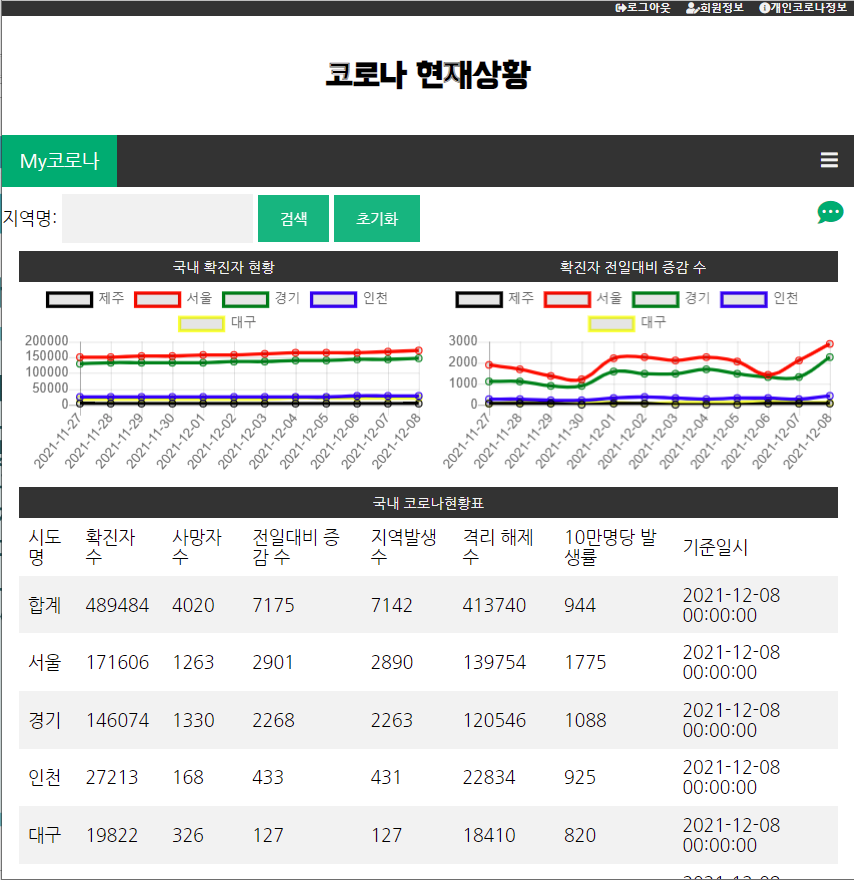 로그아웃 회원정보 개인코로나정보
코로나 현재상황
My코로나
지역명: 검색 초기화
국내 확진자 현황
제주 서울 경기 인천
대구
200000
150000
100000
50000
0
2021-11-27 2021-11-28 2021-11-29 2021-11-30 2021-12-01 2021-12-02 2021-12-03 2021-12-04 2021-12-05 2021-12-06 2021-12-07 2021-12-08
확진자 전일대비 증감 수
제주 서울 경기 인천
대구
3000
2000
1000
0
2021-11-27 2021-11-28 2021-11-29 2021-11-30 2021-12-01 2021-12-02 2021-12-03 2021-12-04 2021-12-05 2021-12-06 2021-12-07 2021-12-08
국내 코로나현황표
시도 확진자 사망자 전일대비 증 지역발생 격리 해제 10만명당 발 기준일시
명 수 수 감 수 수 수 생률
합계 489484 4020 7175 7142 413740 944 2021-12-08
00:00:00
서울 171606 1263 2901 2890 139754 1775 2021-12-08
00:00:00
경기 146074 1330 2268 2263 120546 1088 2021-12-08
00:00:00
인천 27213 168 433 431 22834 925 2021-12-08
00:00:00
대구 19822 326 127 127 18410 820 2021-12-08
00:00:00